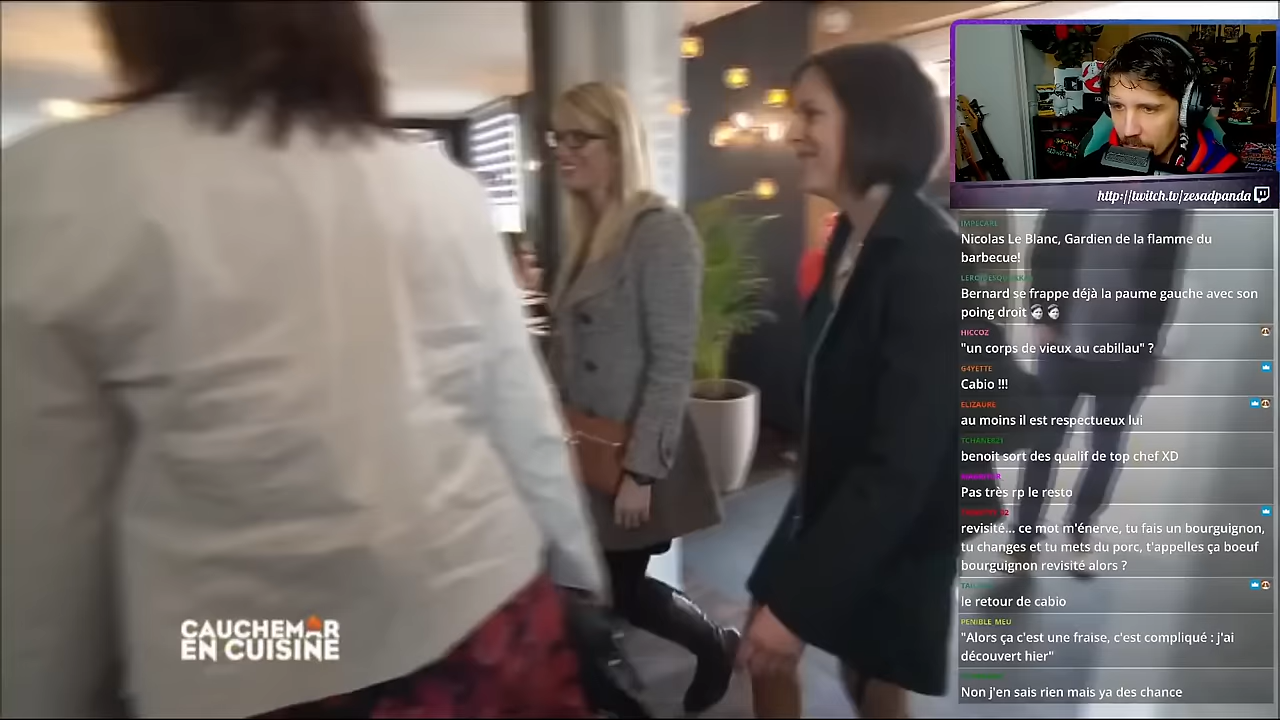 http://twitch.tv/zesadpanda
IMPECARE
Nicolas Le Blanc, Gardien de la flamme du
barbecue!
Bernard se frappe déjà la paume gauche avec son
poing droit
HICCOZ
"un corps de vieux au cabillau" ?
G4YETTE
Cabio !!!
ELIZAURE
au moins il est respectueux lui
TCHANEB21
benoit sort des qualif de top chef XD
Pas très rp le resto
revisité... ce mot m'énerve, tu fais un bourguignon,
tu changes et tu mets du porc, t'appelles ça boeuf
bourguignon revisité alors ?
le retour de cabio
PENIBLE MEU
"Alors ça c'est une fraise, c'est compliqué : j'ai
découvert hier"
Non j'en sais rien mais ya des chance
CAUCHEMAR
EN CUISINE